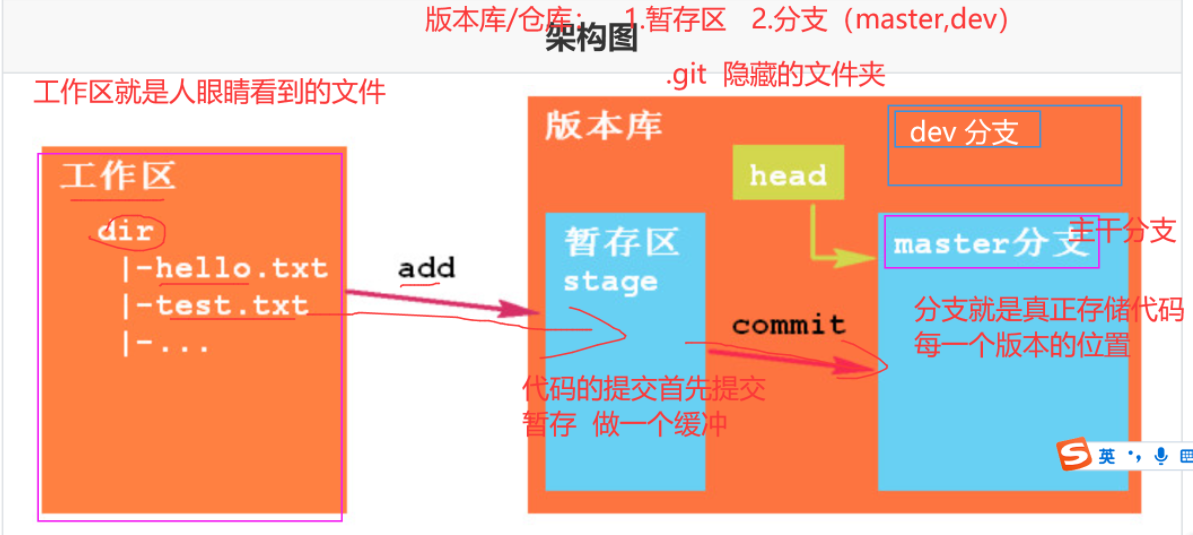 版本库/仓库: 1.暂存区 2.分支（master,dev）
架构图
.git 隐藏的文件夹
工作区就是人眼睛看到的文件
版本库
dev 分支
工作区
head
dir
暂存区
stage
master分支
主干分支
|-hello.txt
add
|-test.txt
commit
分支就是真正存储代码
每一个版本的位置
|-...
代码的提交首先提交
暂存 做一个缓冲
英